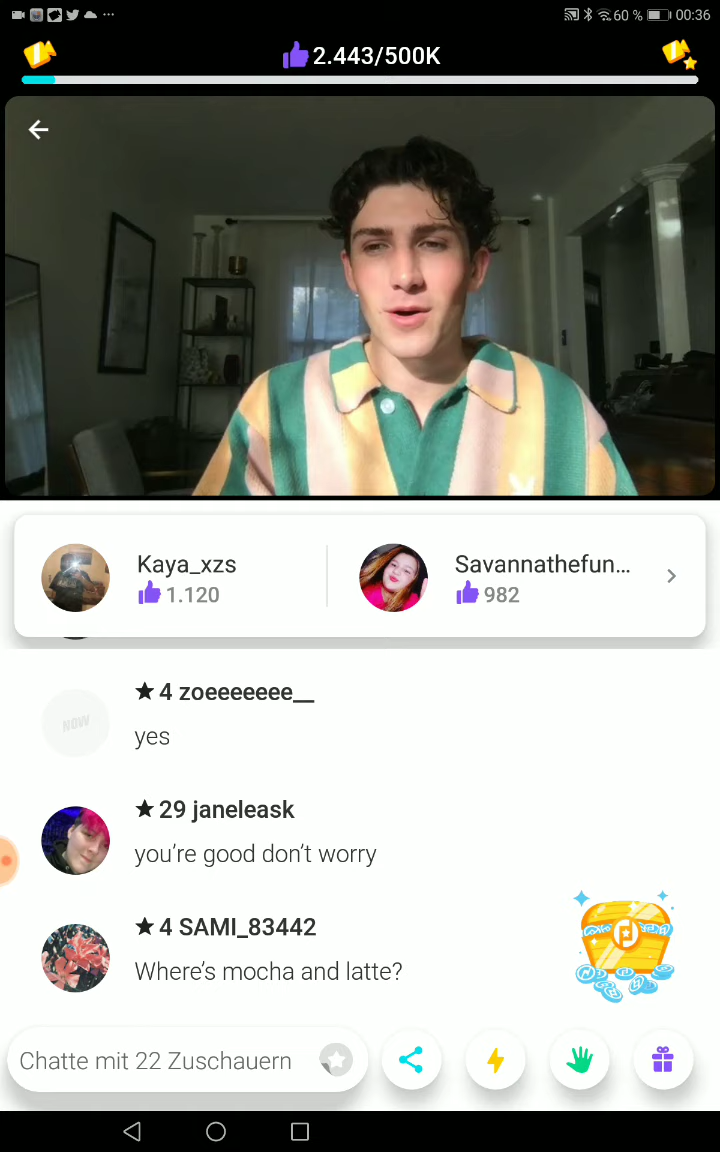 60 % 00:36
2.443/500K
Kaya_xzs
1.120
Savannathefun...
982
★ 4 zoeeeeeee__
yes
NOW
★ 29 janeleask
you’re good don’t worry
★ 4 SAMI_83442
Where’s mocha and latte?
Chatte mit 22 Zuschauern